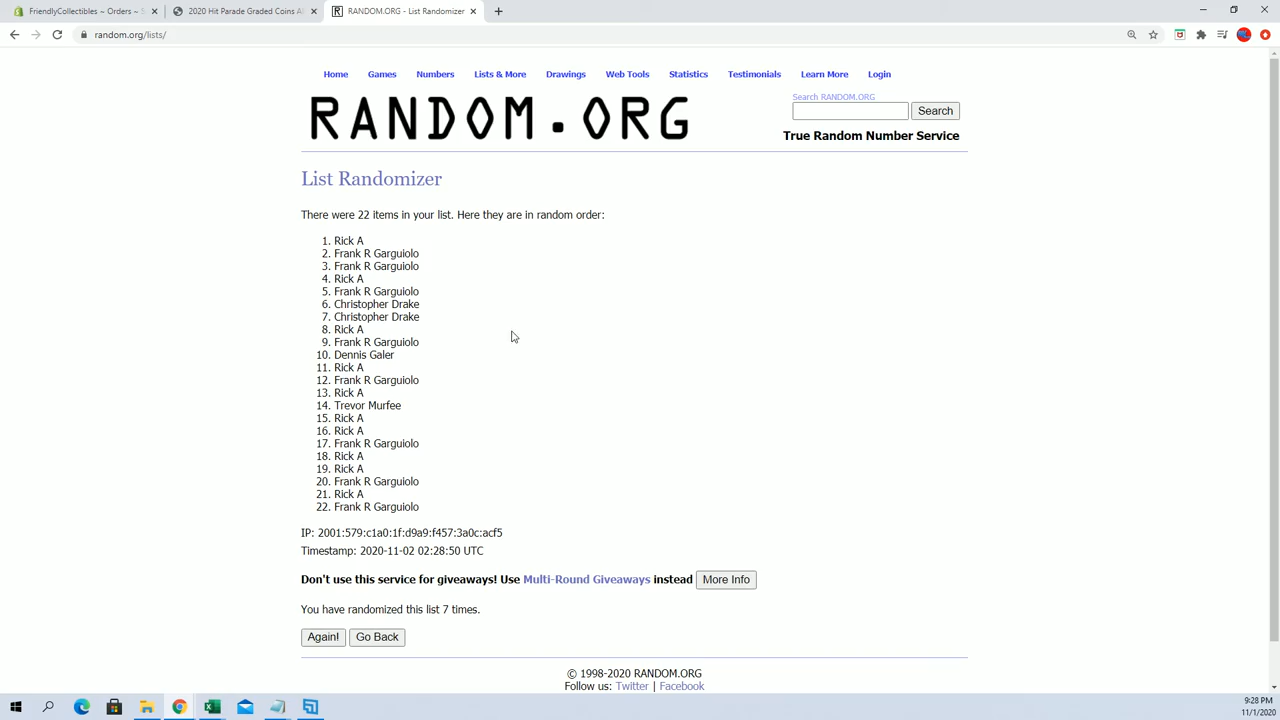 FriendlyCollectibles ~ Orders ~ S
2020 Hit Parade Graded Coins A
RANDOM.ORG - List Randomizer
random.org/lists/
Home Games Numbers Lists & More Drawings Web Tools Statistics Testimonials Learn More Login
RANDOM.ORG
Search RANDOM.ORG
Search
True Random Number Service
List Randomizer
There were 22 items in your list. Here they are in random order:
1. Rick A
2. Frank R Garguiolo
3. Frank R Garguiolo
4. Rick A
5. Frank R Garguiolo
6. Christopher Drake
7. Christopher Drake
8. Rick A
9. Frank R Garguiolo
10. Dennis Galer
11. Rick A
12. Frank R Garguiolo
13. Rick A
14. Trevor Murfee
15. Rick A
16. Rick A
17. Frank R Garguiolo
18. Rick A
19. Rick A
20. Frank R Garguiolo
21. Rick A
22. Frank R Garguiolo
IP: 2001:579:c1a0:1f:d9a9:f457:3a0c:acf5
Timestamp: 2020-11-02 02:28:50 UTC
Don't use this service for giveaways! Use Multi-Round Giveaways instead More Info
You have randomized this list 7 times.
Again! Go Back
© 1998-2020 RANDOM.ORG
Follow us: Twitter | Facebook
9:28 PM
11/1/2020